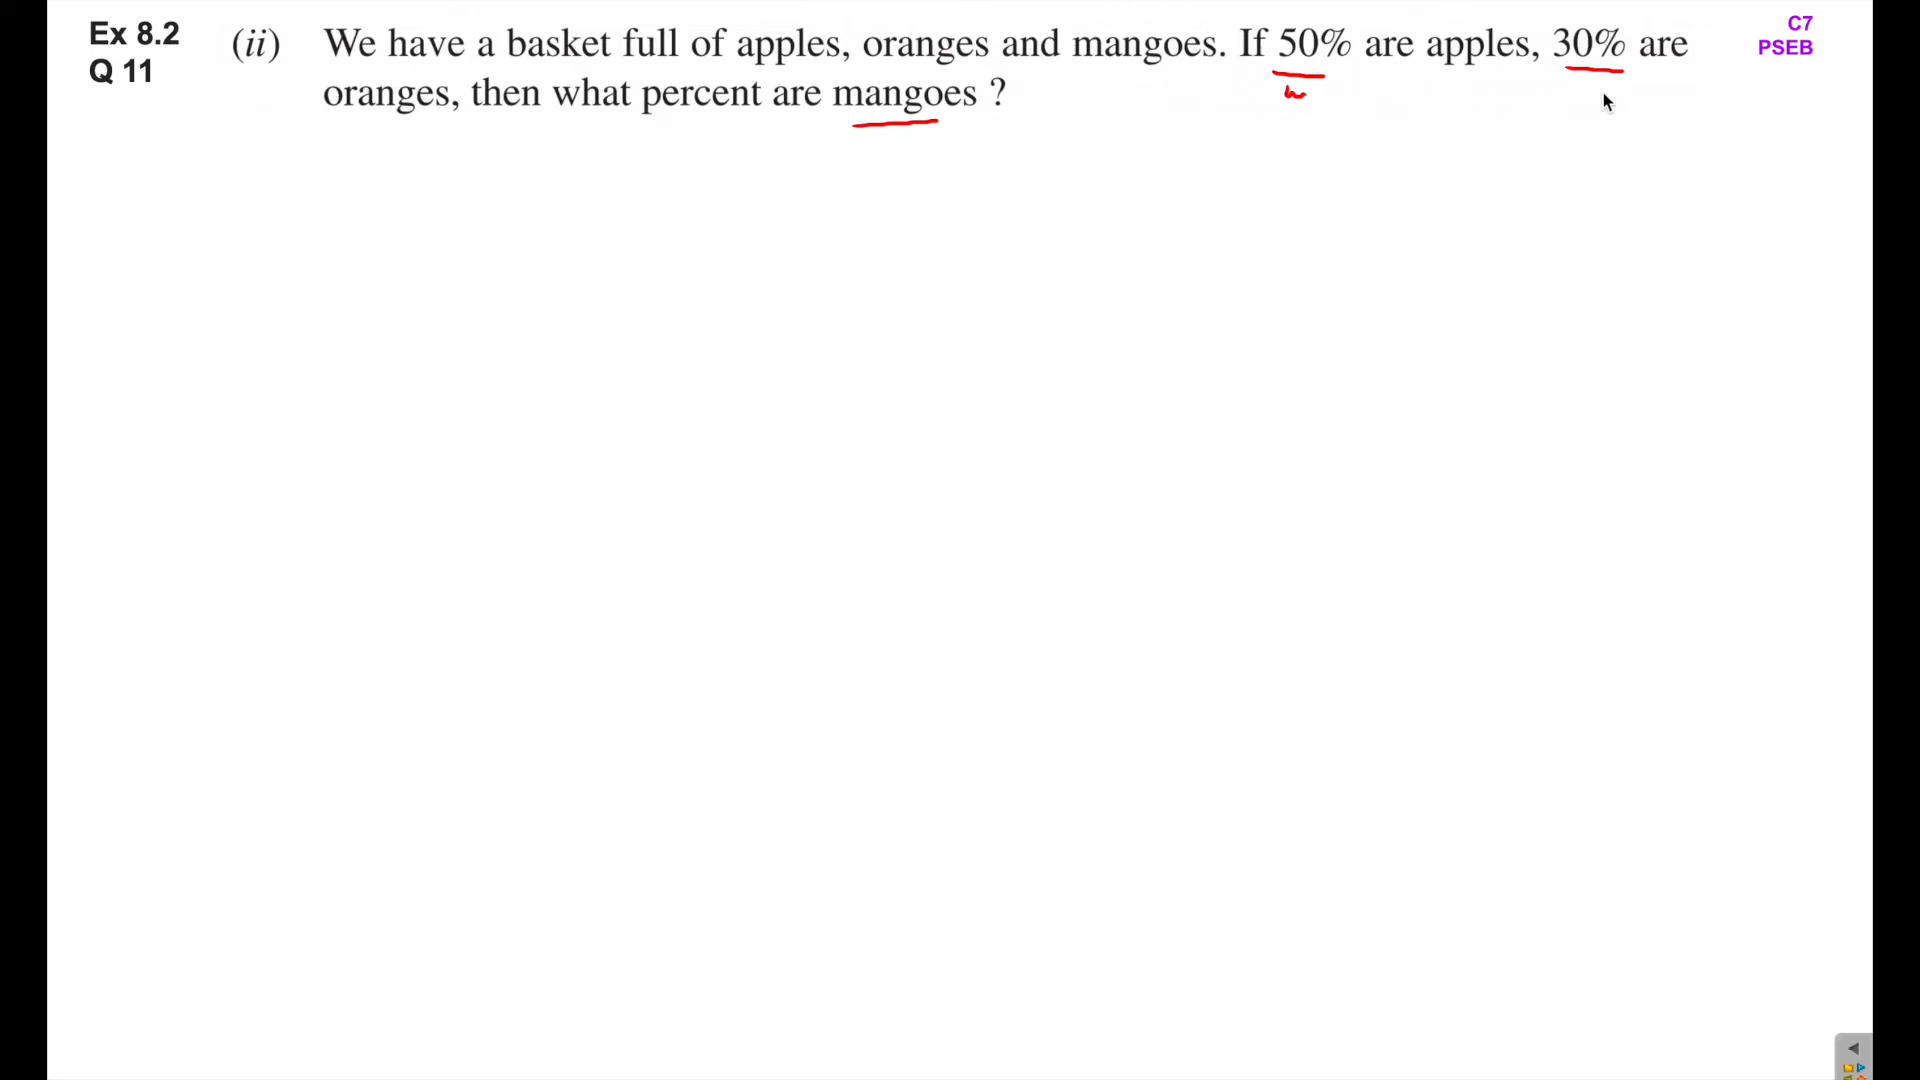 Ex 8.2
Q 11
(ii) We have a basket full of apples, oranges and mangoes. If 50% are apples, 30% are
oranges, then what percent are mangoes ?
C7
PSEB